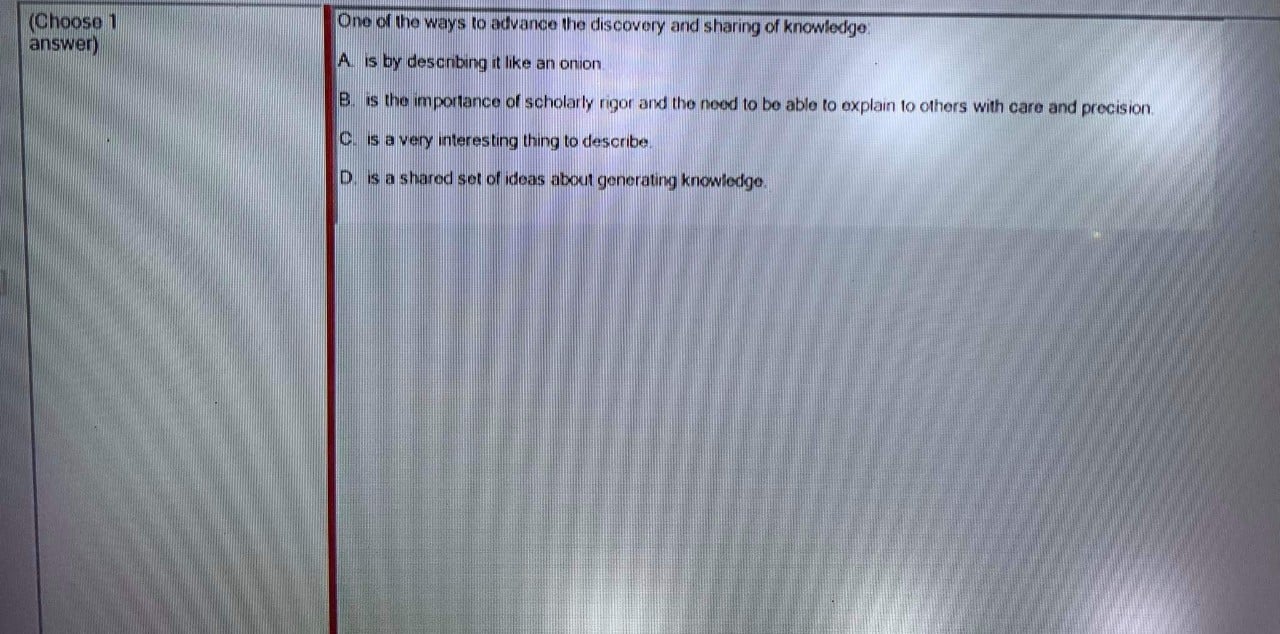 (Choose 1
answer)
One of the ways to advance the discovery and sharing of knowledge:
A. is by describing it like an onion.
B. is the importance of scholarly rigor and the need to be able to explain to others with care and precision.
C. is a very interesting thing to describe.
D. is a shared set of ideas about generating knowledge.